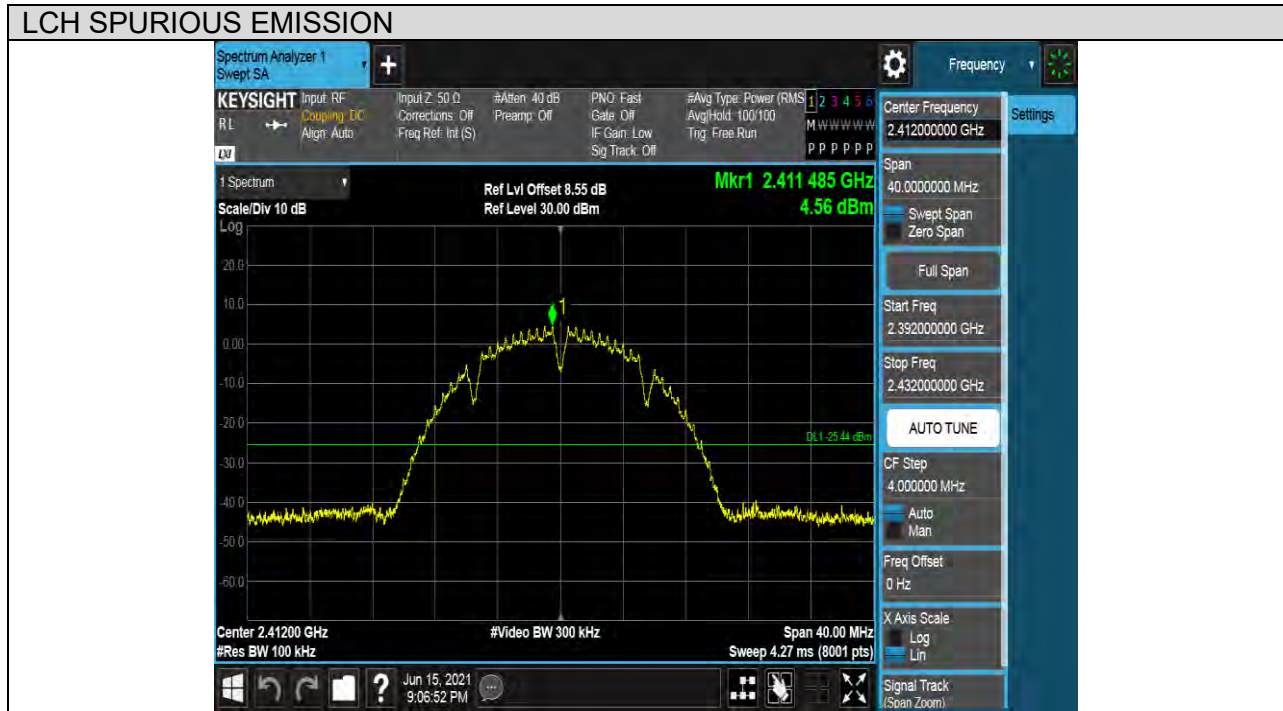 LCH SPURIOUS EMISSION
Spectrum Analyzer 1
Swept SA
+
Frequency
KEYSIGHT
RL
LXI
Input: RF
Coupling: DC
Align: Auto
Input Z: 50 Ω
Corrections: Off
Freq Ref: Int (S)
#Atten: 40 dB
Preamp: Off
PNO: Fast
Gate: Off
IF Gain: Low
Sig Track: Off
#Avg Type: Power (RMS
Avg|Hold: 100/100
Trig: Free Run
1 2 3 4 5 6
M W W W W W
P P P P P P
1 Spectrum
Scale/Div 10 dB
Log
Ref Lvl Offset 8.55 dB
Ref Level 30.00 dBm
Mkr1 2.411 485 GHz
4.56 dBm
20.0
10.0
0.00
-10.0
-20.0
-30.0
-40.0
-50.0
-60.0
1
DL1 -25.44 dBm
Center 2.41200 GHz
#Res BW 100 kHz
#Video BW 300 kHz
Span 40.00 MHz
Sweep 4.27 ms (8001 pts)
?
Jun 15, 2021
9:06:52 PM
Center Frequency
2.412000000 GHz
Settings
Span
40.0000000 MHz
Swept Span
Zero Span
Full Span
Start Freq
2.392000000 GHz
Stop Freq
2.432000000 GHz
AUTO TUNE
CF Step
4.000000 MHz
Auto
Man
Freq Offset
0 Hz
X Axis Scale
Log
Lin
Signal Track
(Span Zoom)